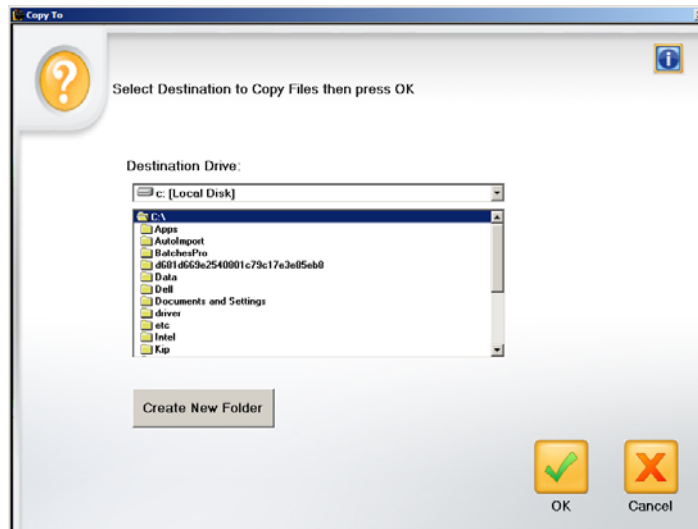 Copy To
Select Destination to Copy Files then press OK
Destination Drive:
c: [Local Disk]
C:\
Apps
AutoImport
BatchesPro
d681d669e2540801c79c17e3e85eb8
Data
Dell
Documents and Settings
driver
etc
Intel
Kip
Create New Folder
OK
Cancel